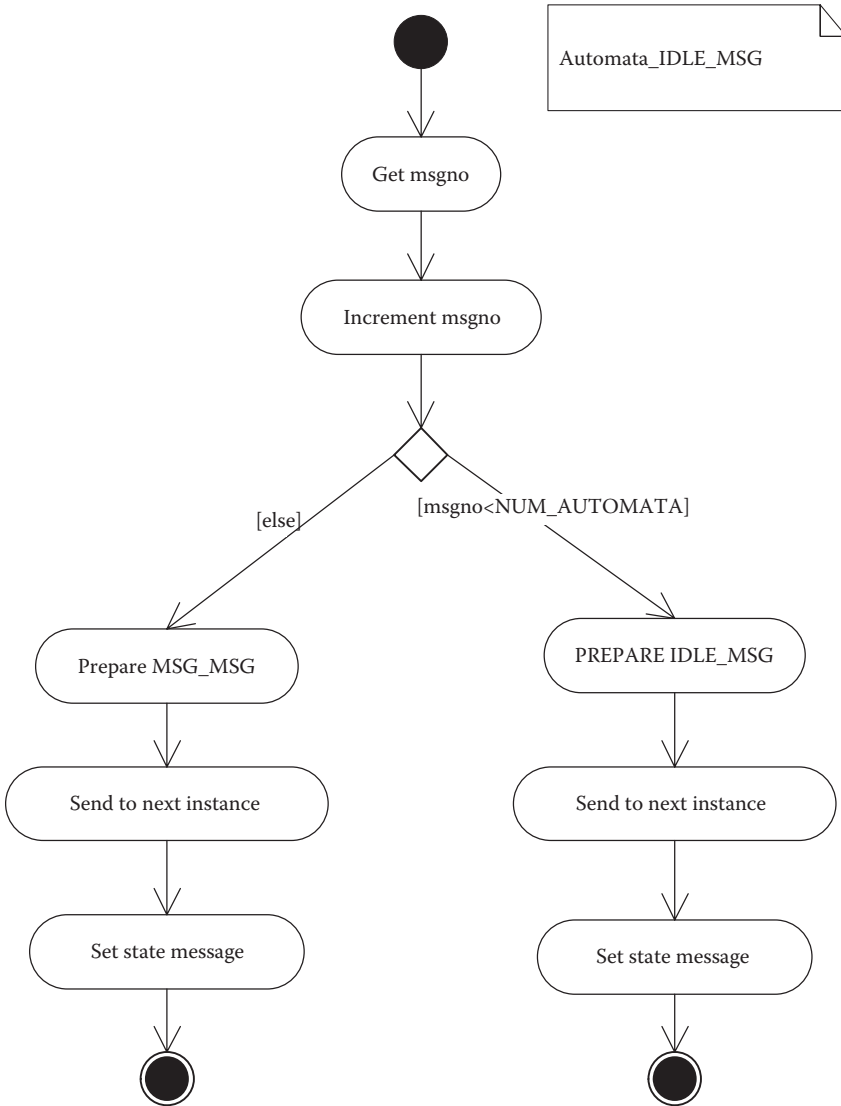 Automata_IDLE_MSG
Get msgno
Increment msgno
[else]
[msgno<NUM_AUTOMATA]
Prepare MSG_MSG
PREPARE IDLE_MSG
Send to next instance
Send to next instance
Set state message
Set state message